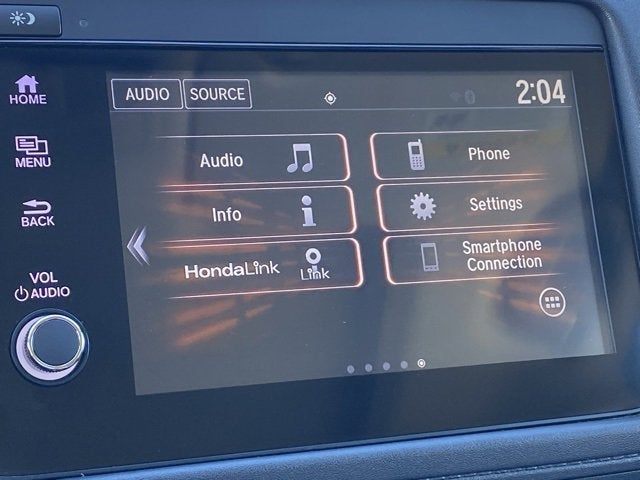 AUDIO SOURCE 2:04
HOME
MENU
BACK
VOL
AUDIO
Audio
Phone
Info
Settings
HondaLink Link
Smartphone
Connection